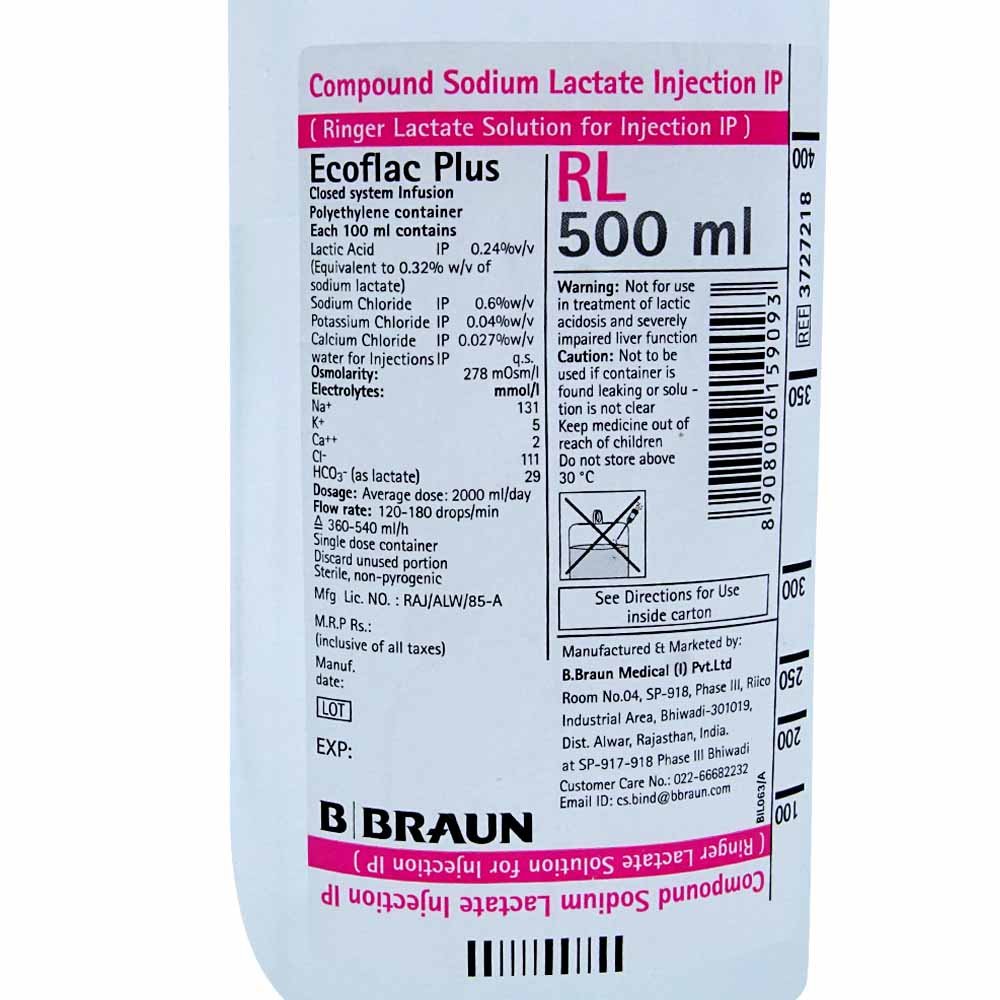 Compound Sodium Lactate Injection IP
( Ringer Lactate Solution for Injection IP )
Ecoflac Plus
Closed system Infusion
Polyethylene container
Each 100 ml contains
Lactic Acid IP 0.24%v/v
(Equivalent to 0.32% w/v of
sodium lactate)
Sodium Chloride IP 0.6%w/v
Potassium Chloride IP 0.04%w/v
Calcium Chloride IP 0.027%w/v
water for Injections IP q.s.
Osmolarity: 278 mOsm/l
Electrolytes: mmol/l
Na+ 131
K+ 5
Ca++ 2
Cl- 111
HCO3- (as lactate) 29
Dosage: Average dose: 2000 ml/day
Flow rate: 120-180 drops/min
≙ 360-540 ml/h
Single dose container
Discard unused portion
Sterile, non-pyrogenic
Mfg Lic. NO. : RAJ/ALW/85-A
M.R.P Rs.:
(inclusive of all taxes)
Manuf.
date:
LOT
EXP:
B|BRAUN
RL
500 ml
Warning: Not for use
in treatment of lactic
acidosis and severely
impaired liver function
Caution: Not to be
used if container is
found leaking or solu -
tion is not clear
Keep medicine out of
reach of children
Do not store above
30 °C
8 908006 159093
See Directions for Use
inside carton
Manufactured & Marketed by:
B.Braun Medical (I) Pvt.Ltd
Room No.04, SP-918, Phase III, Riico
Industrial Area, Bhiwadi-301019,
Dist. Alwar, Rajasthan, India.
at SP-917-918 Phase III Bhiwadi
Customer Care No.: 022-66682232
Email ID: cs.bind@bbraun.com
BIL063/A
REF 3727218
400
350
300
250
200
100
( Ringer Lactate Solution for Injection IP )
Compound Sodium Lactate Injection IP